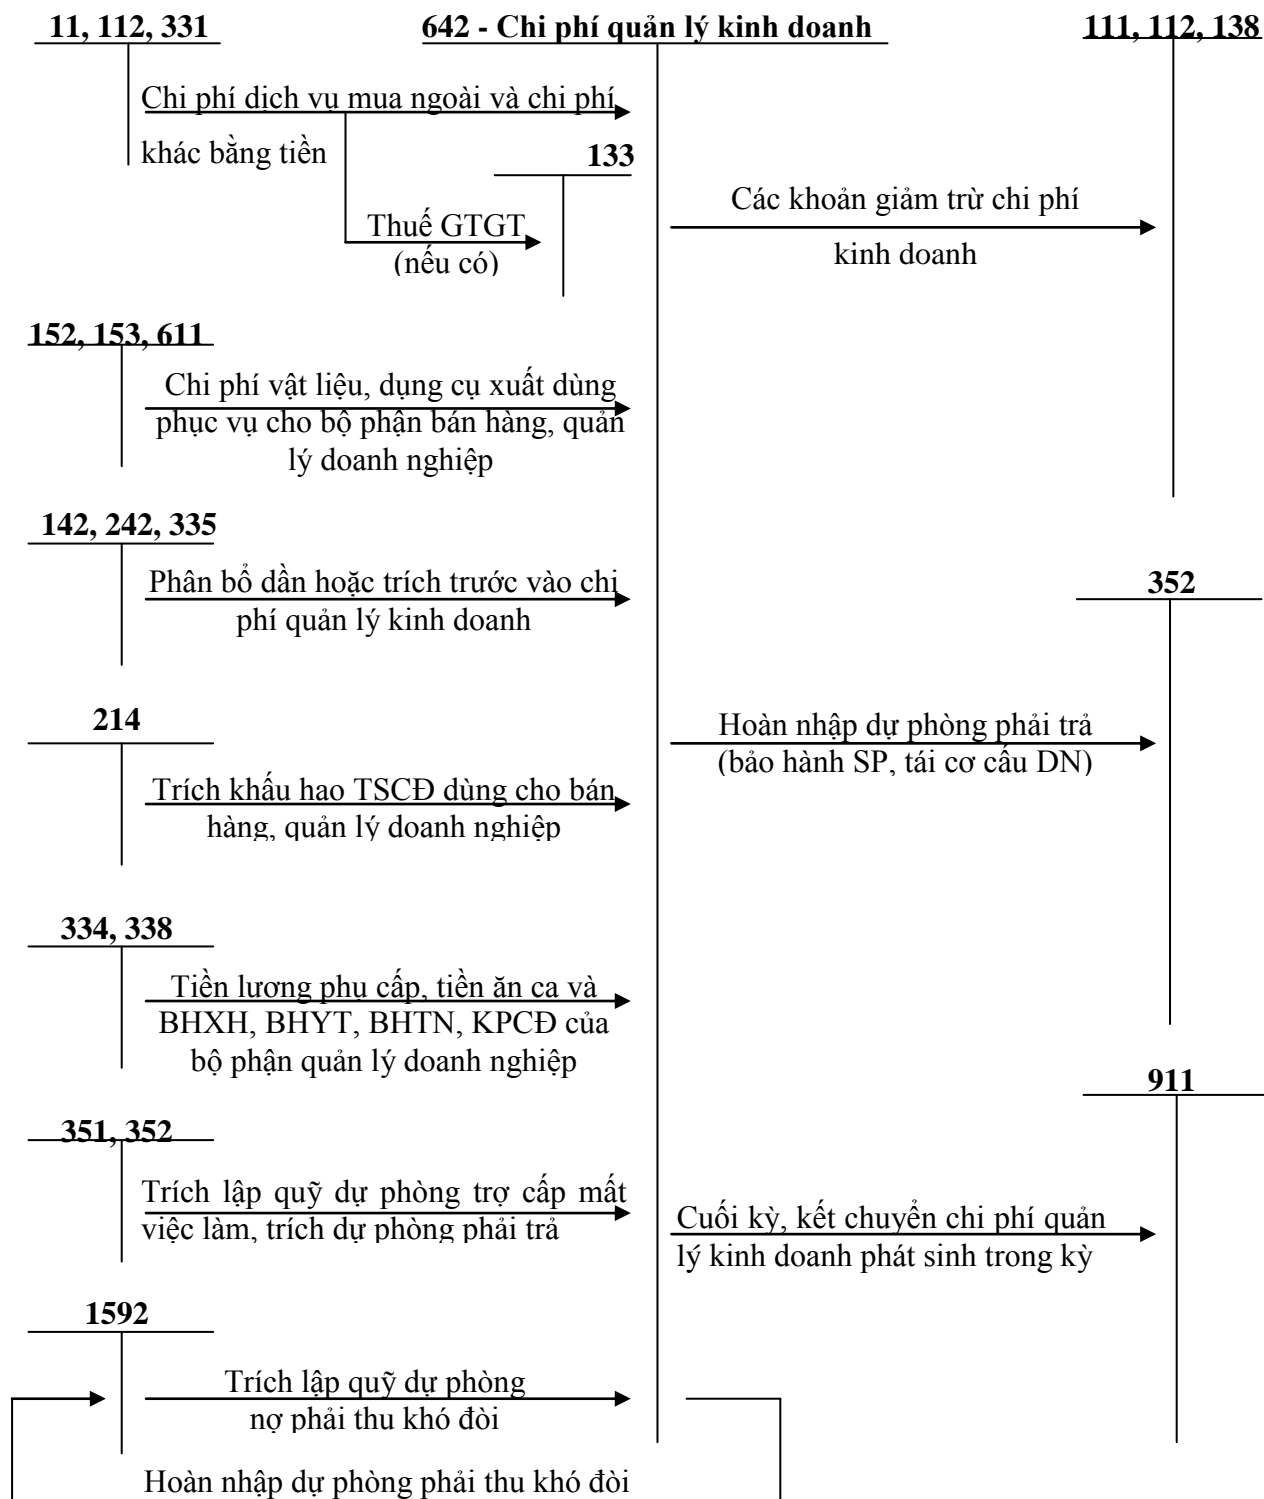 11, 112, 331
642 - Chi phí quản lý kinh doanh
111, 112, 138
Chi phí dịch vụ mua ngoài và chi phí
khác bằng tiền
133
Thuế GTGT
(nếu có)
Các khoản giảm trừ chi phí
kinh doanh
152, 153, 611
Chi phí vật liệu, dụng cụ xuất dùng
phục vụ cho bộ phận bán hàng, quản
lý doanh nghiệp
142, 242, 335
Phân bổ dần hoặc trích trước vào chi
phí quản lý kinh doanh
352
214
Trích khấu hao TSCĐ dùng cho bán
hàng, quản lý doanh nghiệp
Hoàn nhập dự phòng phải trả
(bảo hành SP, tái cơ cấu DN)
334, 338
Tiền lương phụ cấp, tiền ăn ca và
BHXH, BHYT, BHTN, KPCĐ của
bộ phận quản lý doanh nghiệp
911
351, 352
Trích lập quỹ dự phòng trợ cấp mất
việc làm, trích dự phòng phải trả
Cuối kỳ, kết chuyển chi phí quản
lý kinh doanh phát sinh trong kỳ
1592
Trích lập quỹ dự phòng
nợ phải thu khó đòi
Hoàn nhập dự phòng phải thu khó đòi